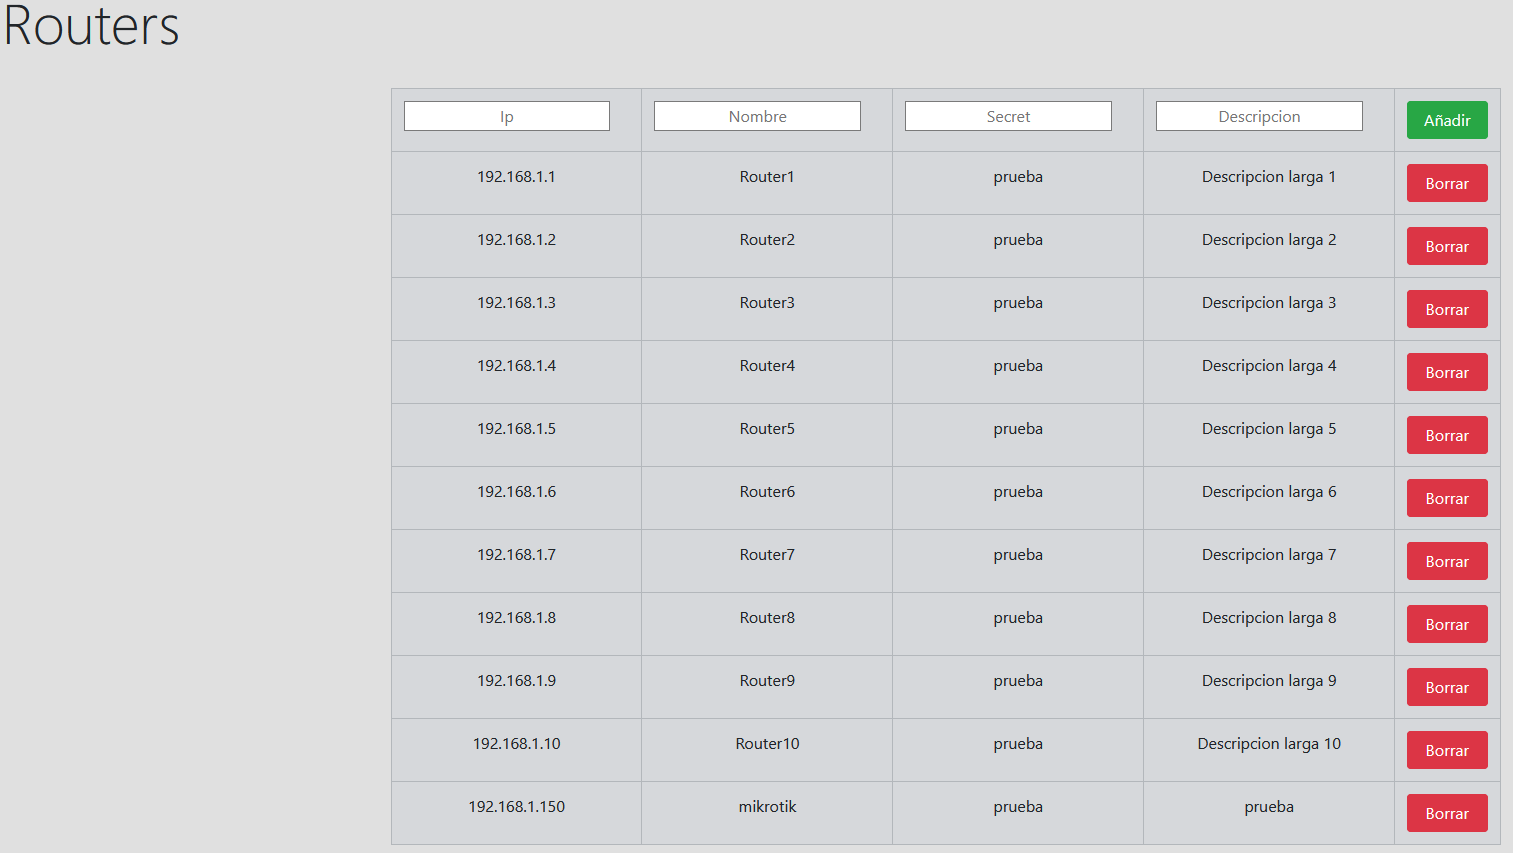 Routers
Ip Nombre Secret Descripcion Añadir
192.168.1.1 Router1 prueba Descripcion larga 1 Borrar
192.168.1.2 Router2 prueba Descripcion larga 2 Borrar
192.168.1.3 Router3 prueba Descripcion larga 3 Borrar
192.168.1.4 Router4 prueba Descripcion larga 4 Borrar
192.168.1.5 Router5 prueba Descripcion larga 5 Borrar
192.168.1.6 Router6 prueba Descripcion larga 6 Borrar
192.168.1.7 Router7 prueba Descripcion larga 7 Borrar
192.168.1.8 Router8 prueba Descripcion larga 8 Borrar
192.168.1.9 Router9 prueba Descripcion larga 9 Borrar
192.168.1.10 Router10 prueba Descripcion larga 10 Borrar
192.168.1.150 mikrotik prueba prueba Borrar